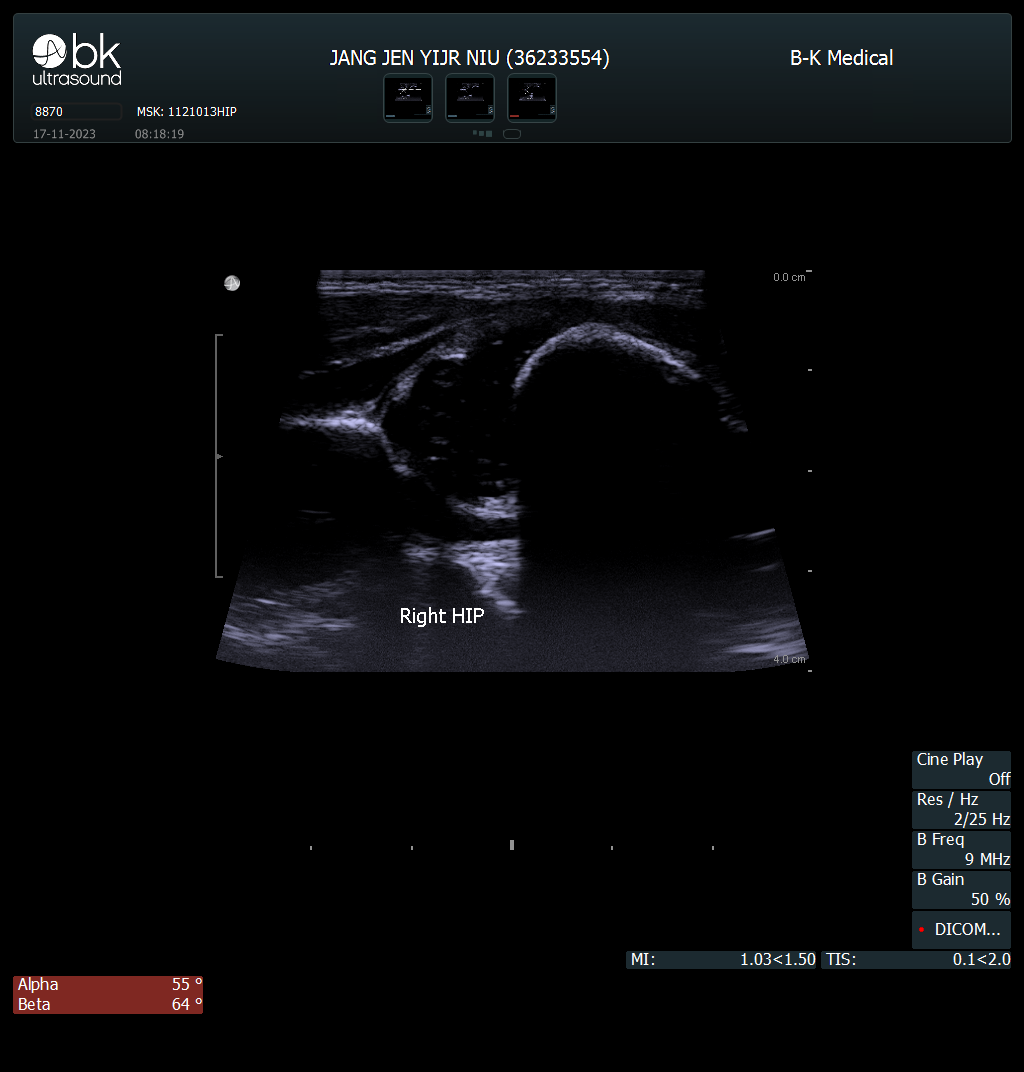 bk
ultrasound
JANG JEN YIJR NIU (36233554)
B-K Medical
8870
MSK: 1121013HIP
17-11-2023
08:18:19
0.0 cm
Right HIP
4.0 cm
Cine Play
Off
Res / Hz
2/25 Hz
B Freq
9 MHz
B Gain
50 %
DICOM...
MI: 1.03<1.50
TIS: 0.1<2.0
Alpha 55 º
Beta 64 º